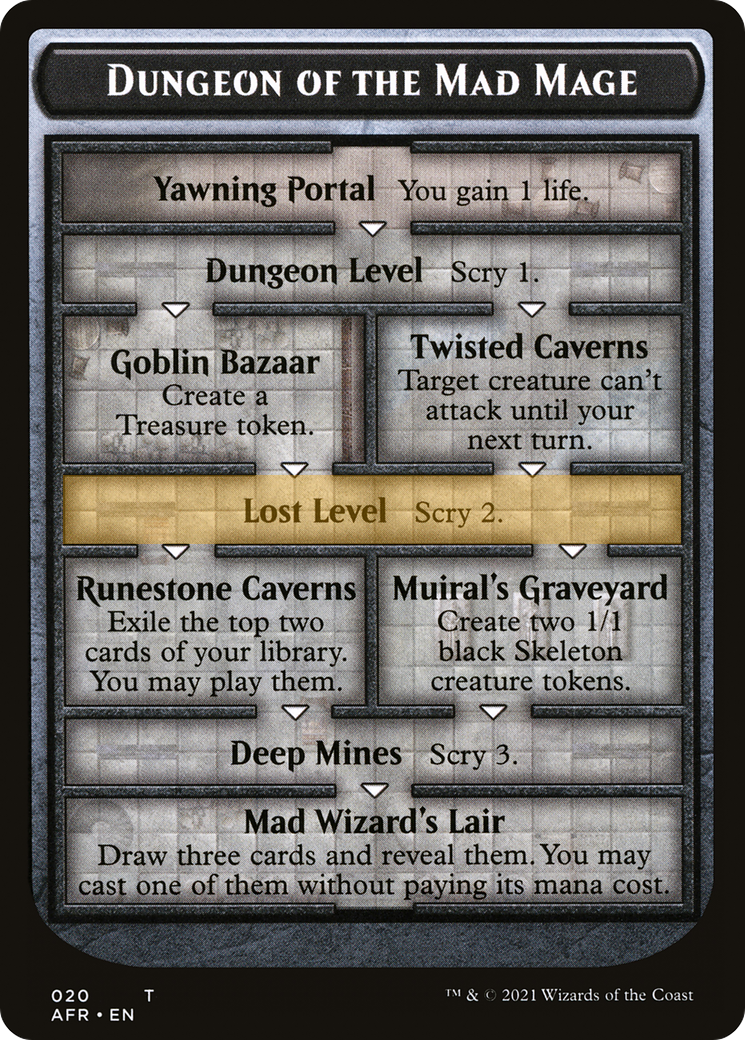 Dungeon of the Mad Mage
Yawning Portal You gain 1 life.
Dungeon Level Scry 1.
Goblin Bazaar
Create a
Treasure token.
Twisted Caverns
Target creature can't
attack until your
next turn.
Lost Level Scry 2.
Runestone Caverns
Exile the top two
cards of your library.
You may play them.
Muiral's Graveyard
Create two 1/1
black Skeleton
creature tokens.
Deep Mines Scry 3.
Mad Wizard's Lair
Draw three cards and reveal them. You may
cast one of them without paying its mana cost.
020 T
AFR • EN
™ & © 2021 Wizards of the Coast